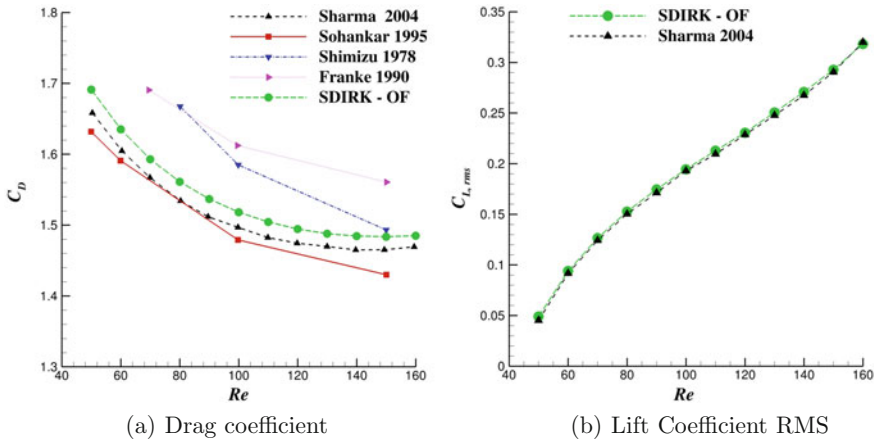 Sharma 2004
Sohankar 1995
Shimizu 1978
Franke 1990
SDIRK - OF
1.8
1.7
1.6
1.5
1.4
1.3
C_D
40 60 80 100 120 140 160
Re
(a) Drag coefficient
SDIRK - OF
Sharma 2004
0.35
0.3
0.25
0.2
0.15
0.1
0.05
0
C_{L, rms}
40 60 80 100 120 140 160
Re
(b) Lift Coefficient RMS